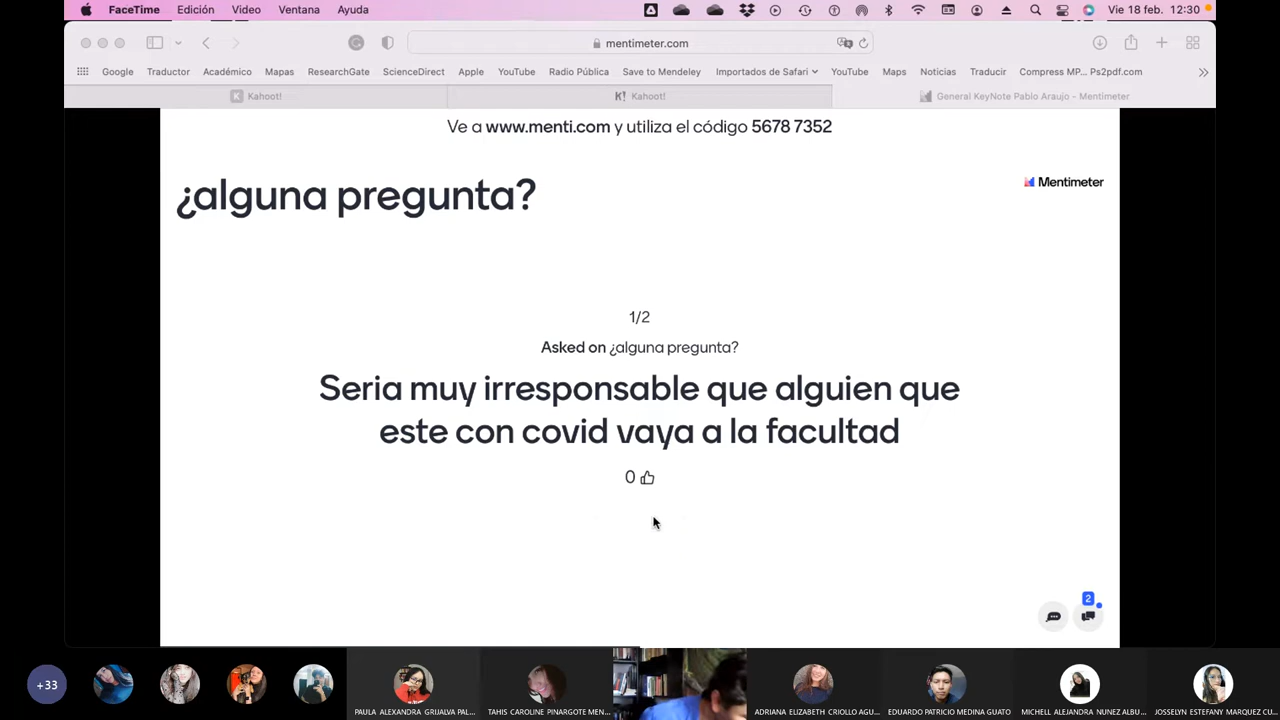 FaceTime Edición Video Ventana Ayuda Vie 18 feb. 12:30
mentimeter.com
Google Traductor Académico Mapas ResearchGate ScienceDirect Apple YouTube Radio Pública Save to Mendeley Importados de Safari YouTube Maps Noticias Traducir Compress MP... Ps2pdf.com
Kahoot! K! Kahoot! General KeyNote Pablo Araujo - Mentimeter
Ve a www.menti.com y utiliza el código 5678 7352
¿alguna pregunta?
Mentimeter
1/2
Asked on ¿alguna pregunta?
Seria muy irresponsable que alguien que
este con covid vaya a la facultad
0
2
+33
PAULA ALEXANDRA GRIJALVA PAL... TAHIS CAROLINE PINARGOTE MEN... ADRIANA ELIZABETH CRIOLLO AGU... EDUARDO PATRICIO MEDINA GUATO MICHELL ALEJANDRA NUNEZ ALBU... JOSSELYN ESTEFANY MARQUEZ CU...